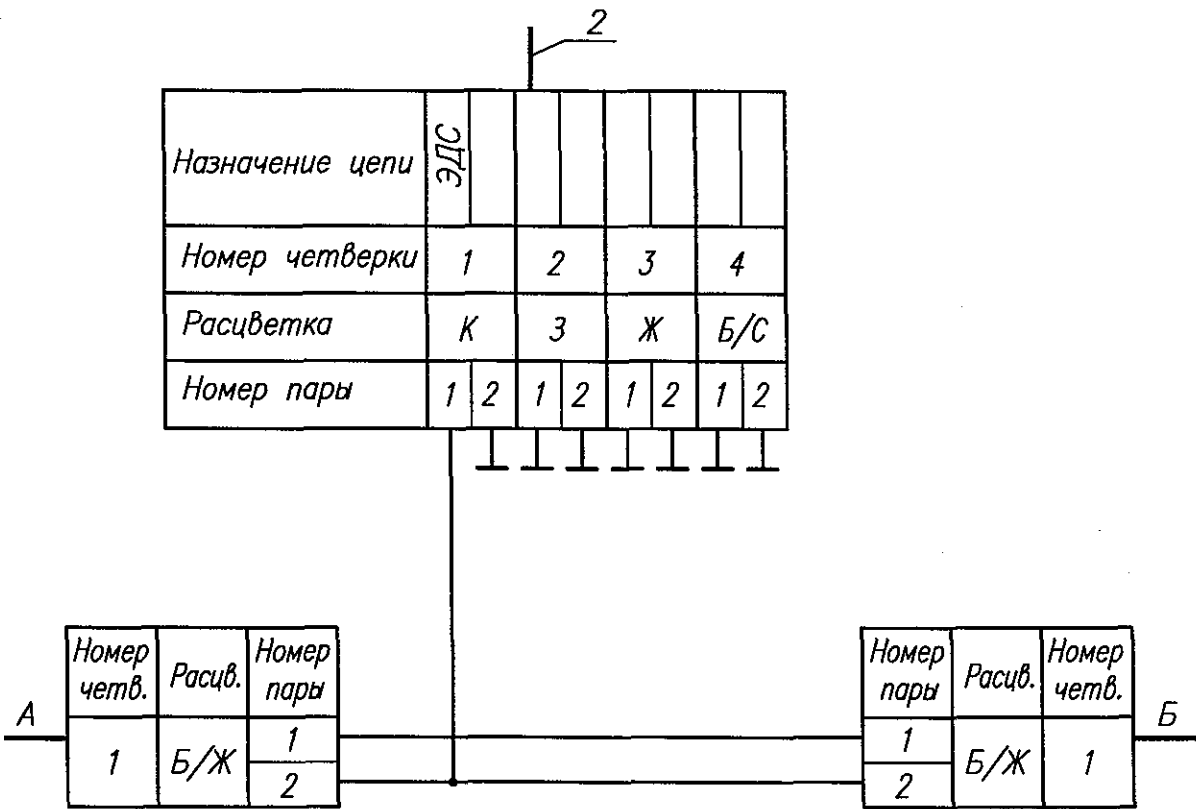 2
Назначение цепи ЭДС
Номер четверки 1 2 3 4
Расцветка К З Ж Б/С
Номер пары 1 2 1 2 1 2 1 2
А
Номер четв. Расцв. Номер пары
1 Б/Ж 1
2
Номер пары Расцв. Номер четв.
1 Б/Ж 1
2
Б